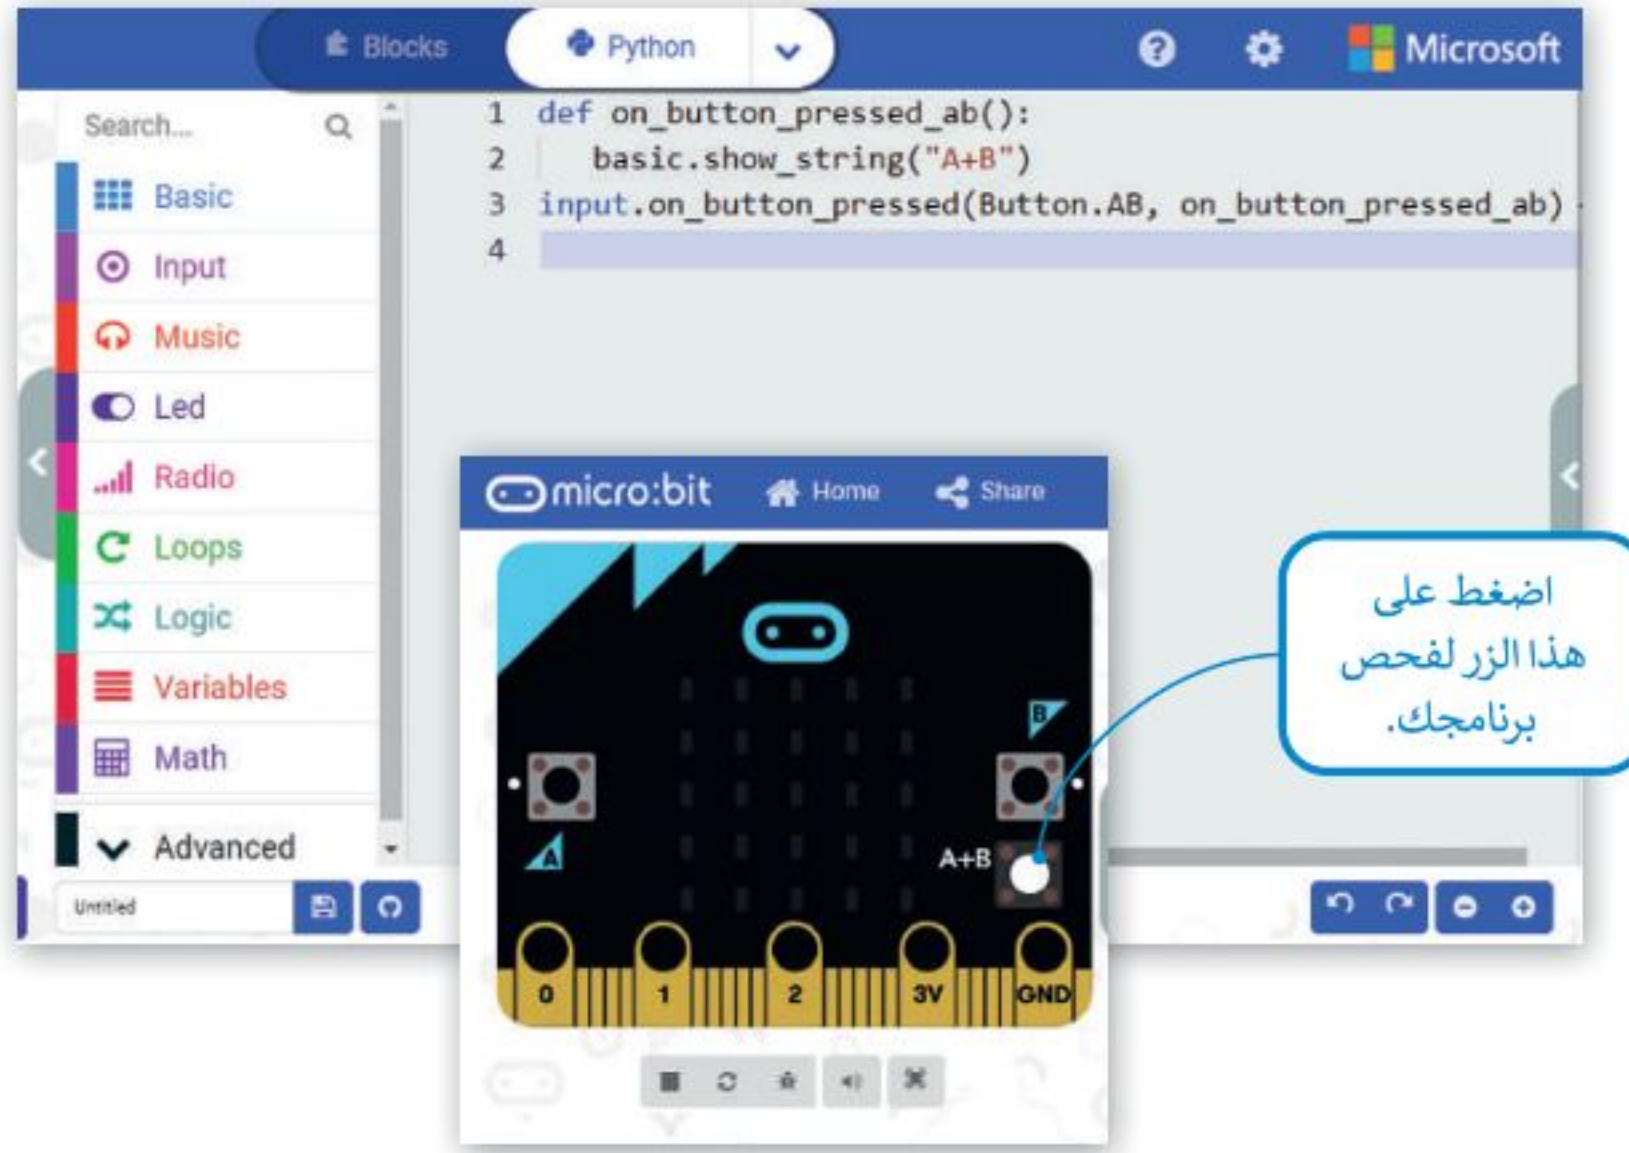 Blocks
Python
Microsoft
Search...
Basic
Input
Music
Led
Radio
Loops
Logic
Variables
Math
Advanced
Untitled
1 def on_button_pressed_ab():
2 basic.show_string("A+B")
3 input.on_button_pressed(Button.AB, on_button_pressed_ab)
4
micro:bit
Home
Share
B
A
A+B
0 1 2 3V GND
اضغط على
هذا الزر لفحص
برنامجك.